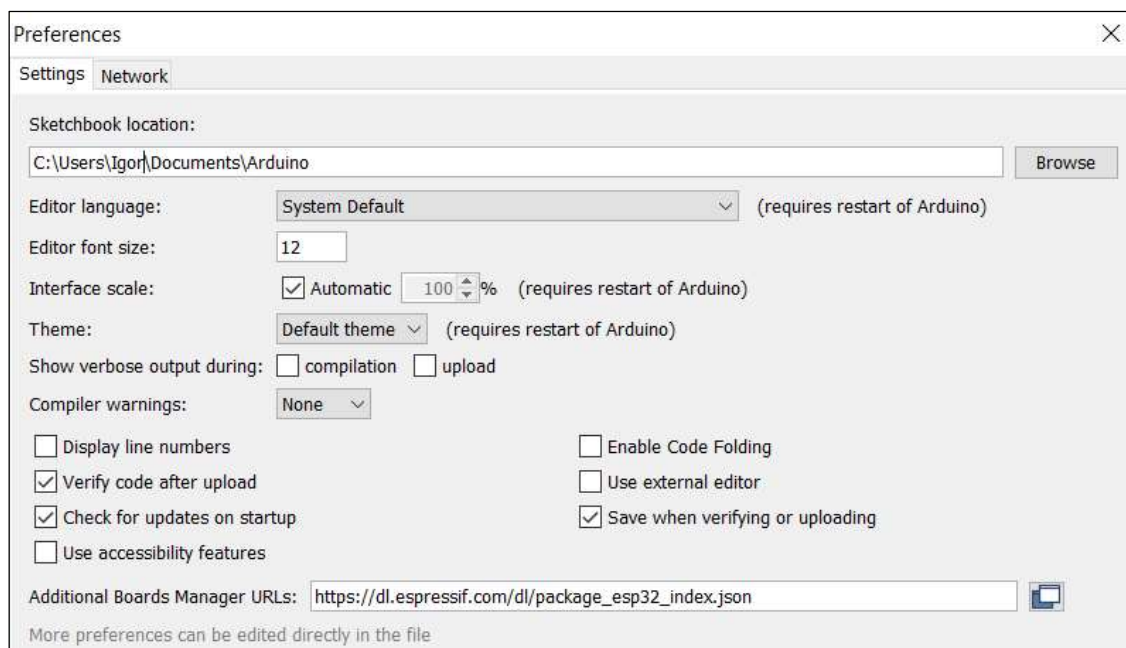 Preferences
Settings Network
Sketchbook location:
C:\Users\Igor\Documents\Arduino Browse
Editor language: System Default (requires restart of Arduino)
Editor font size: 12
Interface scale: Automatic 100 % (requires restart of Arduino)
Theme: Default theme (requires restart of Arduino)
Show verbose output during: compilation upload
Compiler warnings: None
Display line numbers Enable Code Folding
Verify code after upload Use external editor
Check for updates on startup Save when verifying or uploading
Use accessibility features
Additional Boards Manager URLs: https://dl.espressif.com/dl/package_esp32_index.json
More preferences can be edited directly in the file